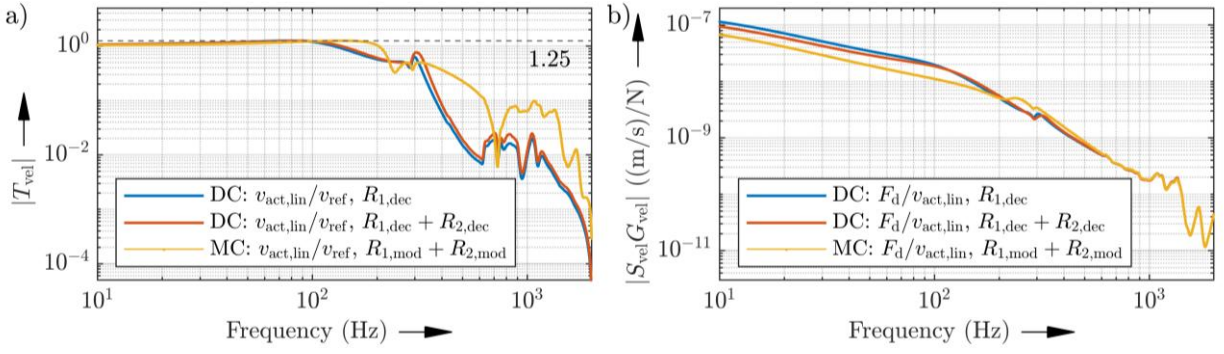 a)
|T_vel|
10^0
10^-2
10^-4
1.25
DC: v_act,lin/v_ref, R_1,dec
DC: v_act,lin/v_ref, R_1,dec + R_2,dec
MC: v_act,lin/v_ref, R_1,mod + R_2,mod
10^1 10^2 10^3
Frequency (Hz)
b)
|S_vel G_vel| ((m/s)/N)
10^-7
10^-9
10^-11
DC: F_d/v_act,lin, R_1,dec
DC: F_d/v_act,lin, R_1,dec + R_2,dec
MC: F_d/v_act,lin, R_1,mod + R_2,mod
10^1 10^2 10^3
Frequency (Hz)